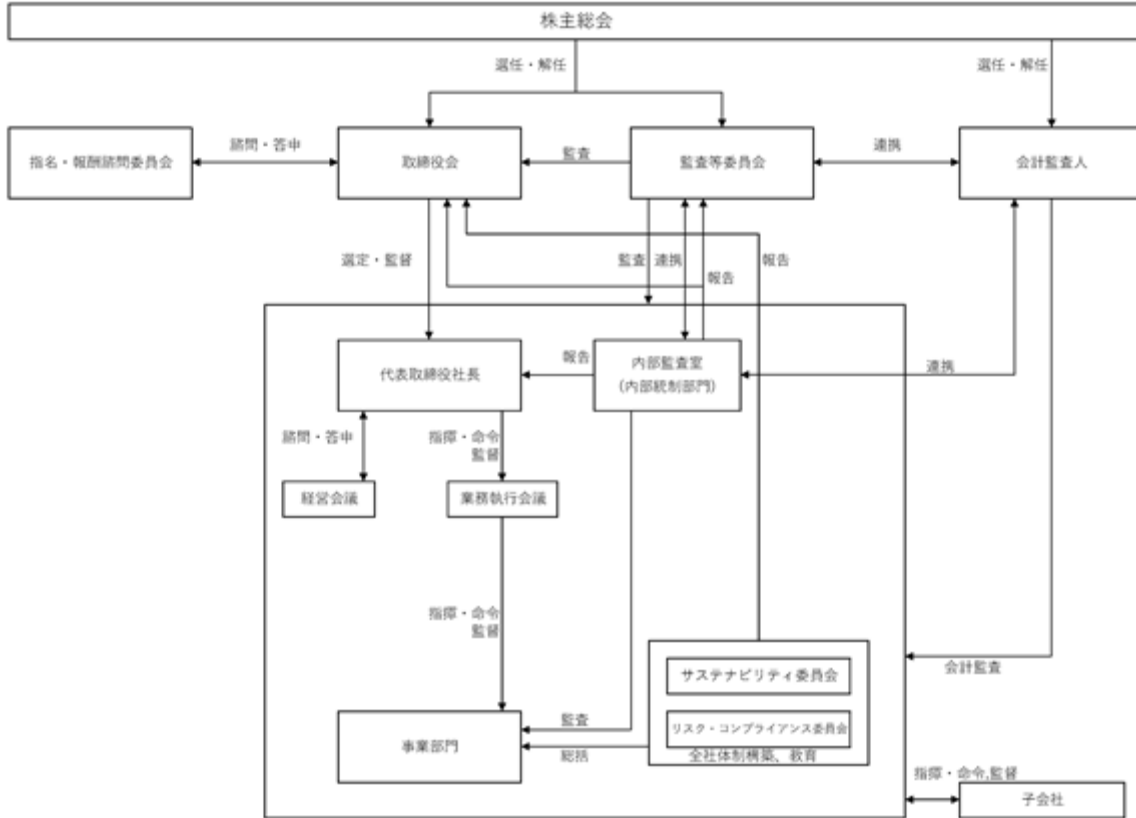 株主総会
選任・解任
選任・解任
指名・報酬諮問委員会
諮問・答申
取締役会
監査
監査等委員会
連携
会計監査人
選定・監督
監査
連携
報告
報告
代表取締役社長
報告
内部監査室
(内部統制部門)
連携
諮問・答申
指揮・命令
監督
経営会議
業務執行会議
指揮・命令
監督
サステナビリティ委員会
リスク・コンプライアンス委員会
全社体制構築、教育
会計監査
事業部門
監査
総括
指揮・命令,監督
子会社